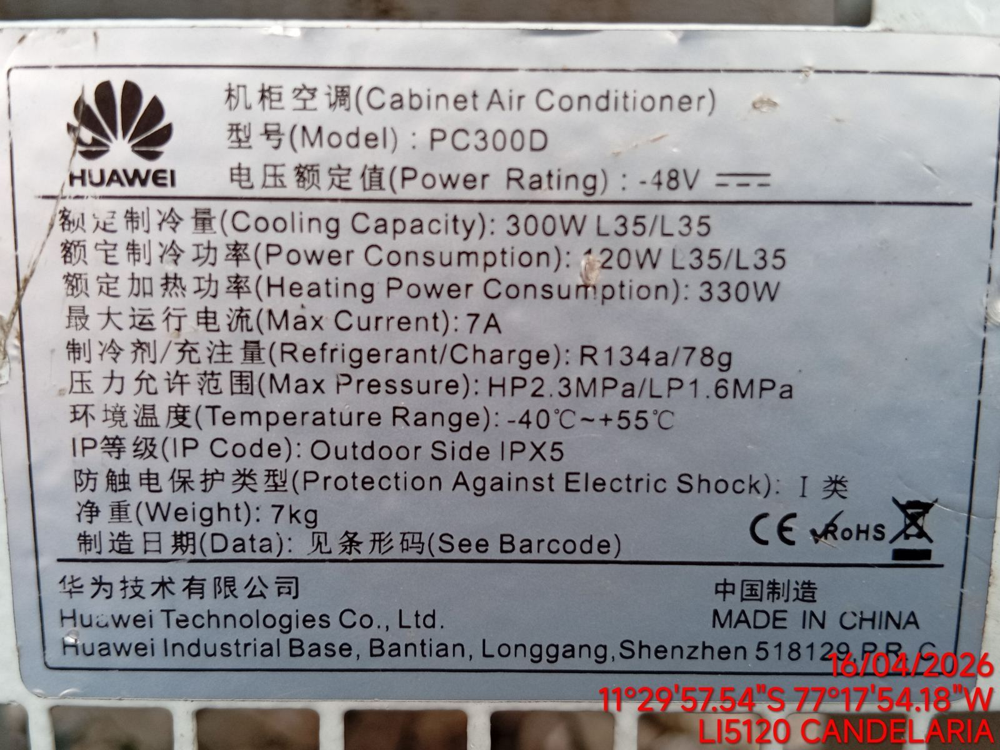 机柜空调(Cabinet Air Conditioner)
型号(Model) : PC300D
HUAWEI
电压额定值(Power Rating) : -48V
额定制冷量(Cooling Capacity): 300W L35/L35
额定制冷功率(Power Consumption): 120W L35/L35
额定加热功率(Heating Power Consumption): 330W
最大运行电流(Max Current): 7A
制冷剂/充注量(Refrigerant/Charge): R134a/78g
压力允许范围(Max Pressure): HP2.3MPa/LP1.6MPa
环境温度(Temperature Range): -40℃~+55℃
IP等级(IP Code): Outdoor Side IPX5
防触电保护类型(Protection Against Electric Shock): I 类
净重(Weight): 7kg
制造日期(Data): 见条形码(See Barcode)
CE RoHS
华为技术有限公司
中国制造
Huawei Technologies Co., Ltd.
MADE IN CHINA
Huawei Industrial Base, Bantian, Longgang,Shenzhen 518129,P.R.C
16/04/2026
11°29'57.54"S 77°17'54.18"W
LI5120 CANDELARIA